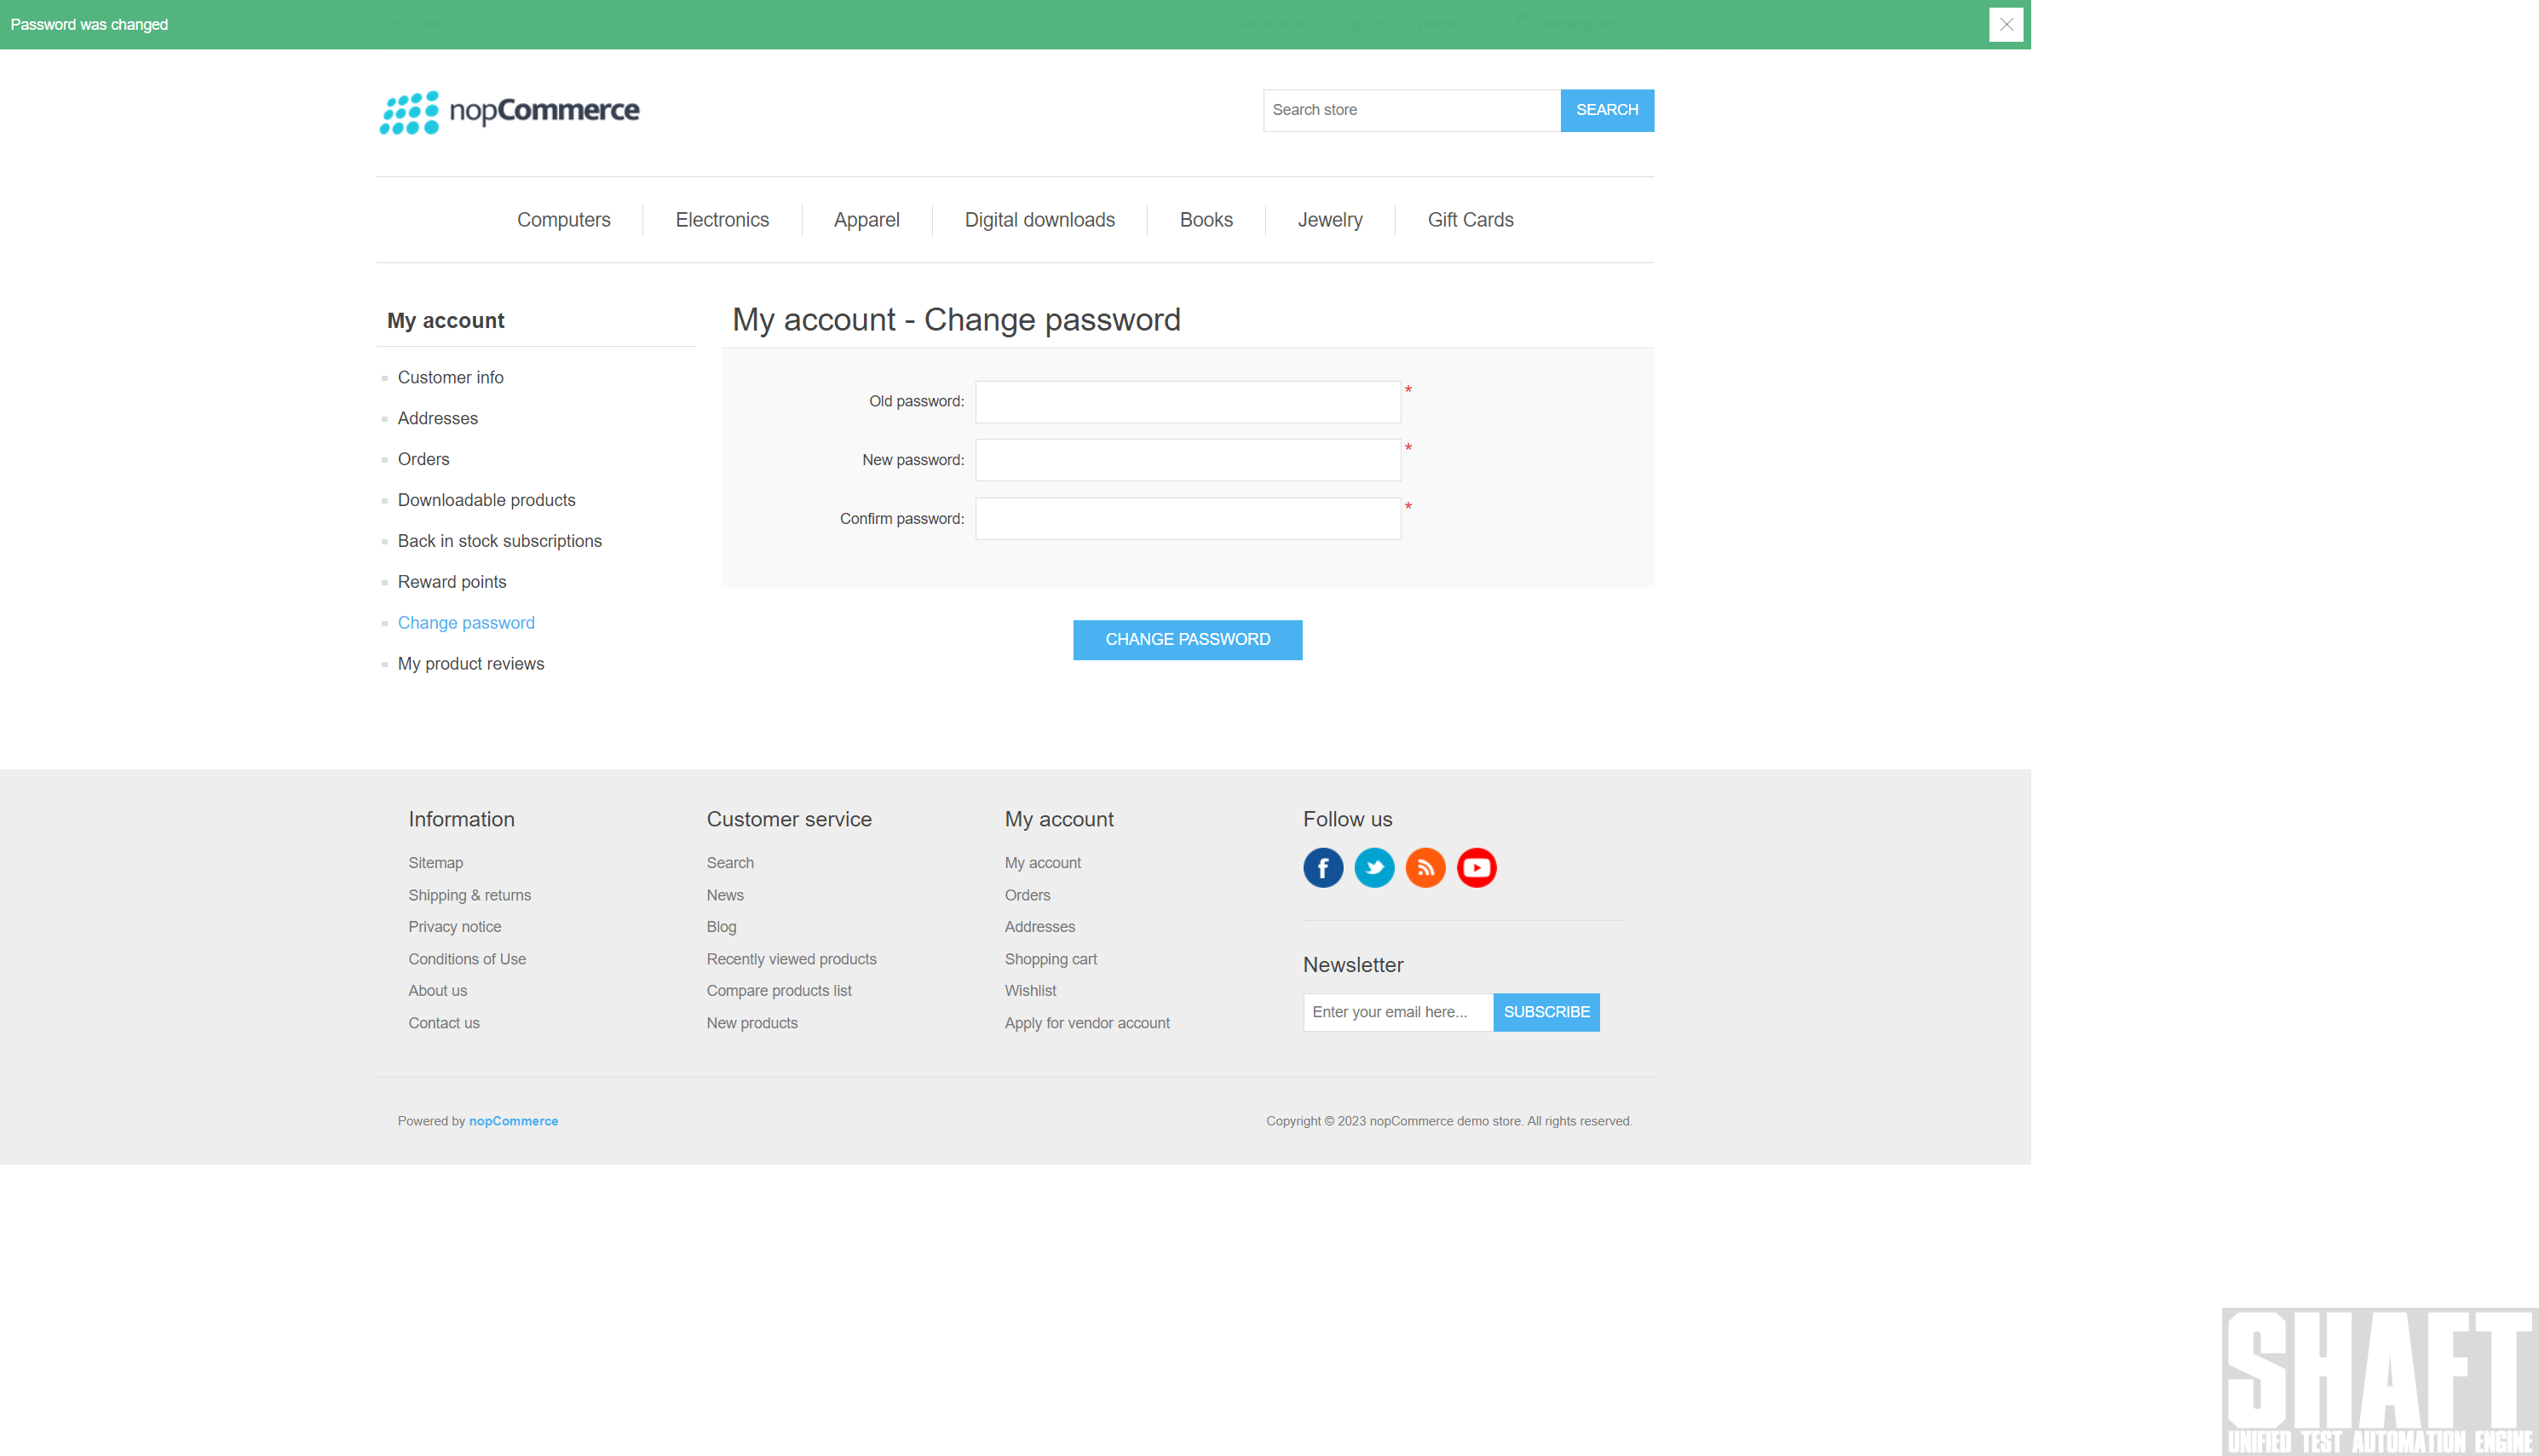 Password was changed
nopCommerce
Search store
SEARCH
Computers
Electronics
Apparel
Digital downloads
Books
Jewelry
Gift Cards
My account
Customer info
Addresses
Orders
Downloadable products
Back in stock subscriptions
Reward points
Change password
My product reviews
My account - Change password
Old password: *
New password: *
Confirm password: *
CHANGE PASSWORD
Information
Sitemap
Shipping & returns
Privacy notice
Conditions of Use
About us
Contact us
Customer service
Search
News
Blog
Recently viewed products
Compare products list
New products
My account
My account
Orders
Addresses
Shopping cart
Wishlist
Apply for vendor account
Follow us
Newsletter
Enter your email here...
SUBSCRIBE
Powered by nopCommerce
Copyright © 2023 nopCommerce demo store. All rights reserved.
SHAFT
UNIFIED TEST AUTOMATION ENGINE